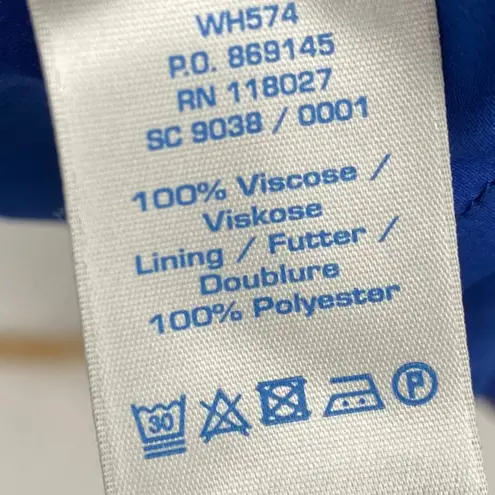 WH574
P.O. 869145
RN 118027
SC 9038 / 0001
100% Viscose /
Viskose
Lining / Futter /
Doublure
100% Polyester
30 P